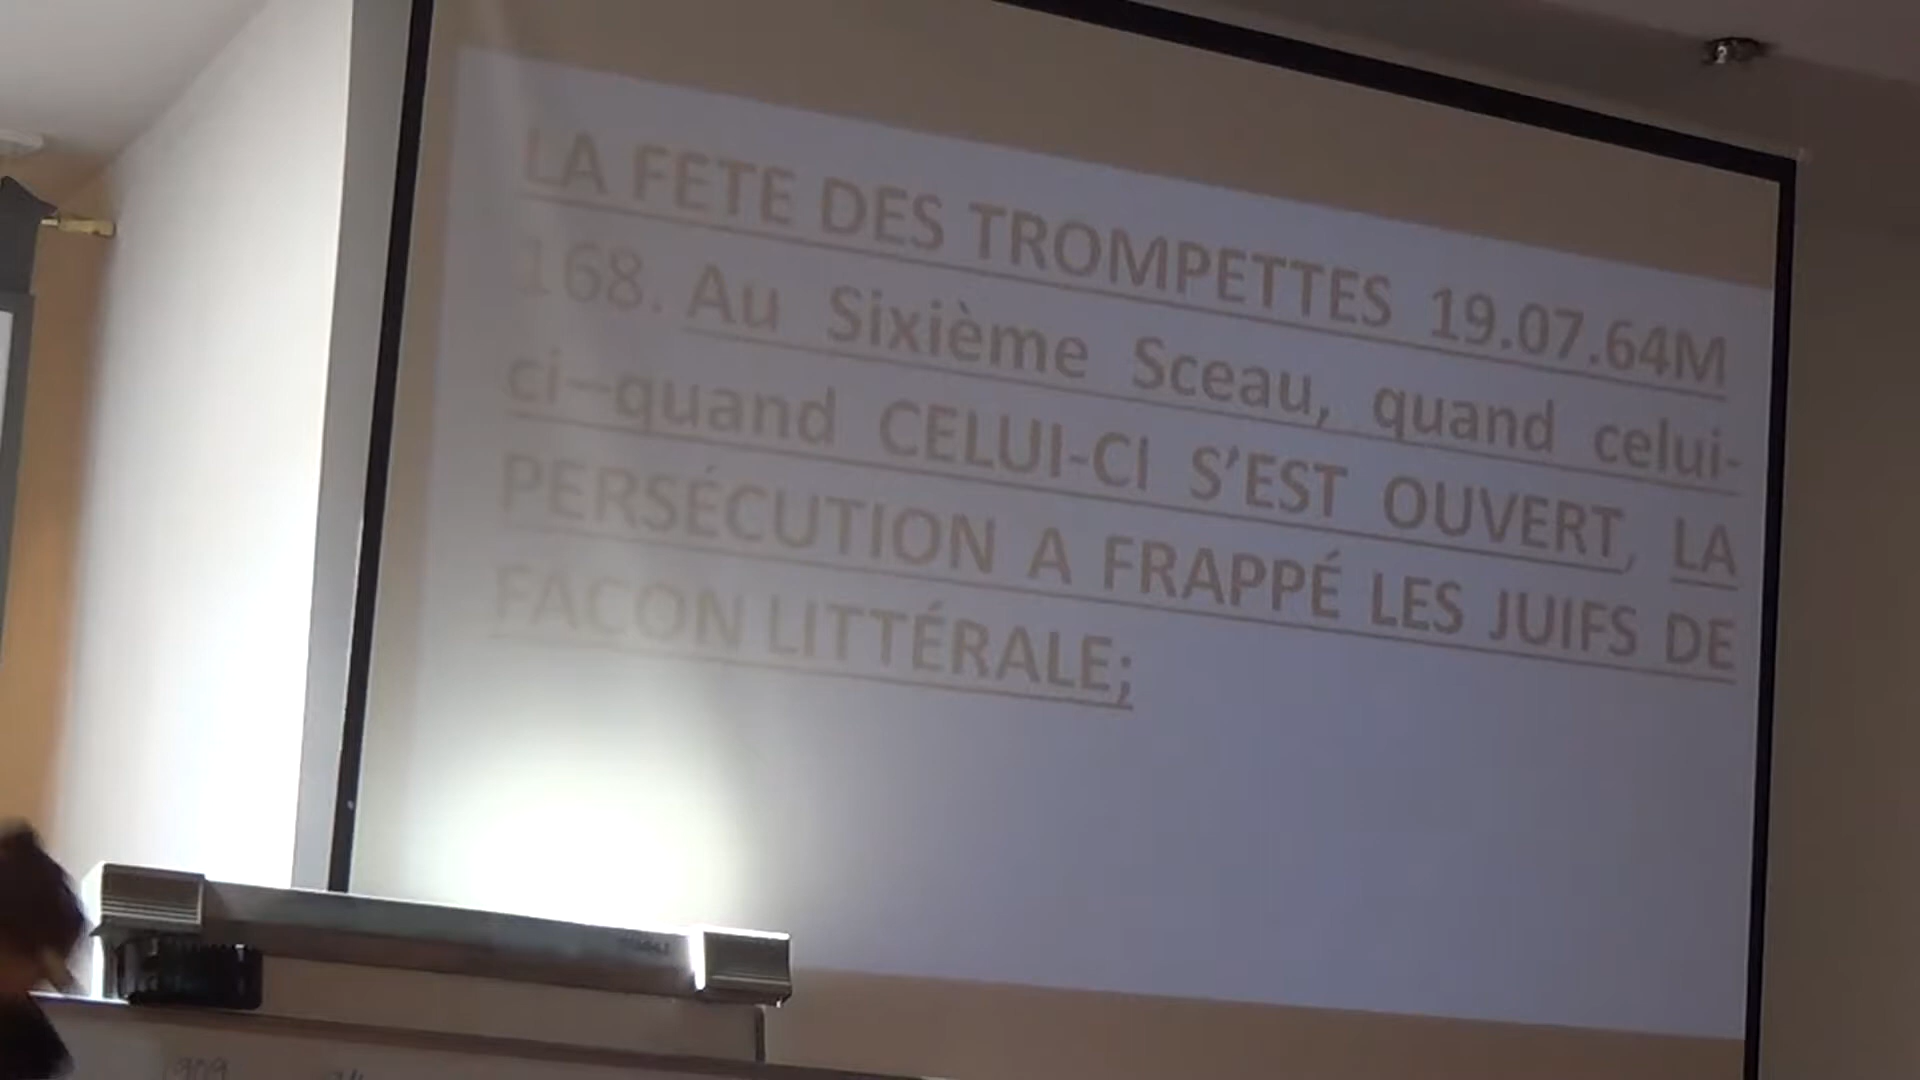 LA FETE DES TROMPETTES 19.07.64M
168. Au Sixième Sceau, quand celui-
ci–quand CELUI-CI S’EST OUVERT, LA
PERSÉCUTION A FRAPPÉ LES JUIFS DE
FACON LITTÉRALE;
1909